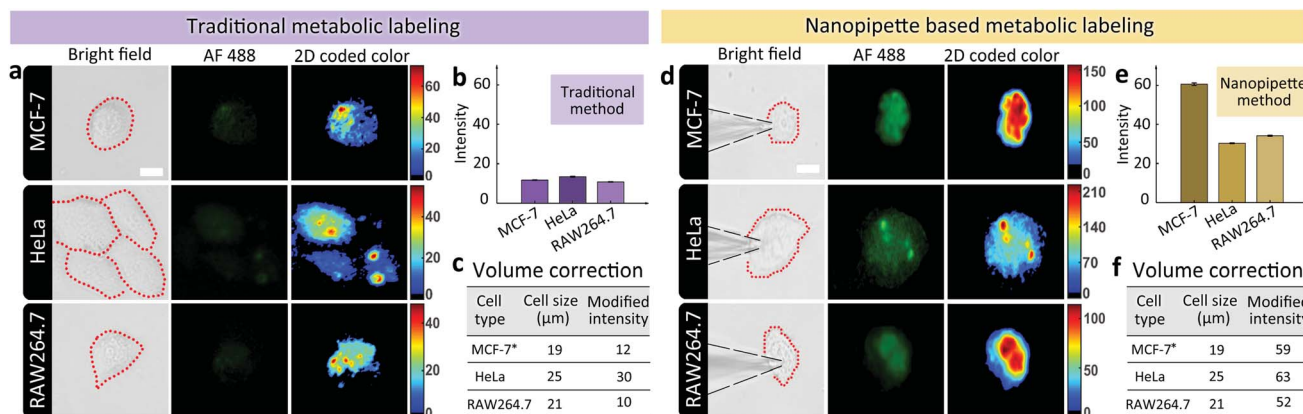 Traditional metabolic labeling
Nanopipette based metabolic labeling
a
Bright field
AF 488
2D coded color
MCF-7
60
40
20
0
HeLa
40
20
0
RAW264.7
40
20
0
b
Intensity
60
40
20
0
Traditional
method
MCF-7
HeLa
RAW264.7
c
Volume correction
Cell type
Cell size (μm)
Modified intensity
MCF-7* 19 12
HeLa 25 30
RAW264.7 21 10
d
Bright field
AF 488
2D coded color
MCF-7
150
100
50
0
HeLa
210
140
70
0
RAW264.7
100
50
0
e
Intensity
60
40
20
0
Nanopipette
method
MCF-7
HeLa
RAW264.7
f
Volume correction
Cell type
Cell size (μm)
Modified intensity
MCF-7* 19 59
HeLa 25 63
RAW264.7 21 52